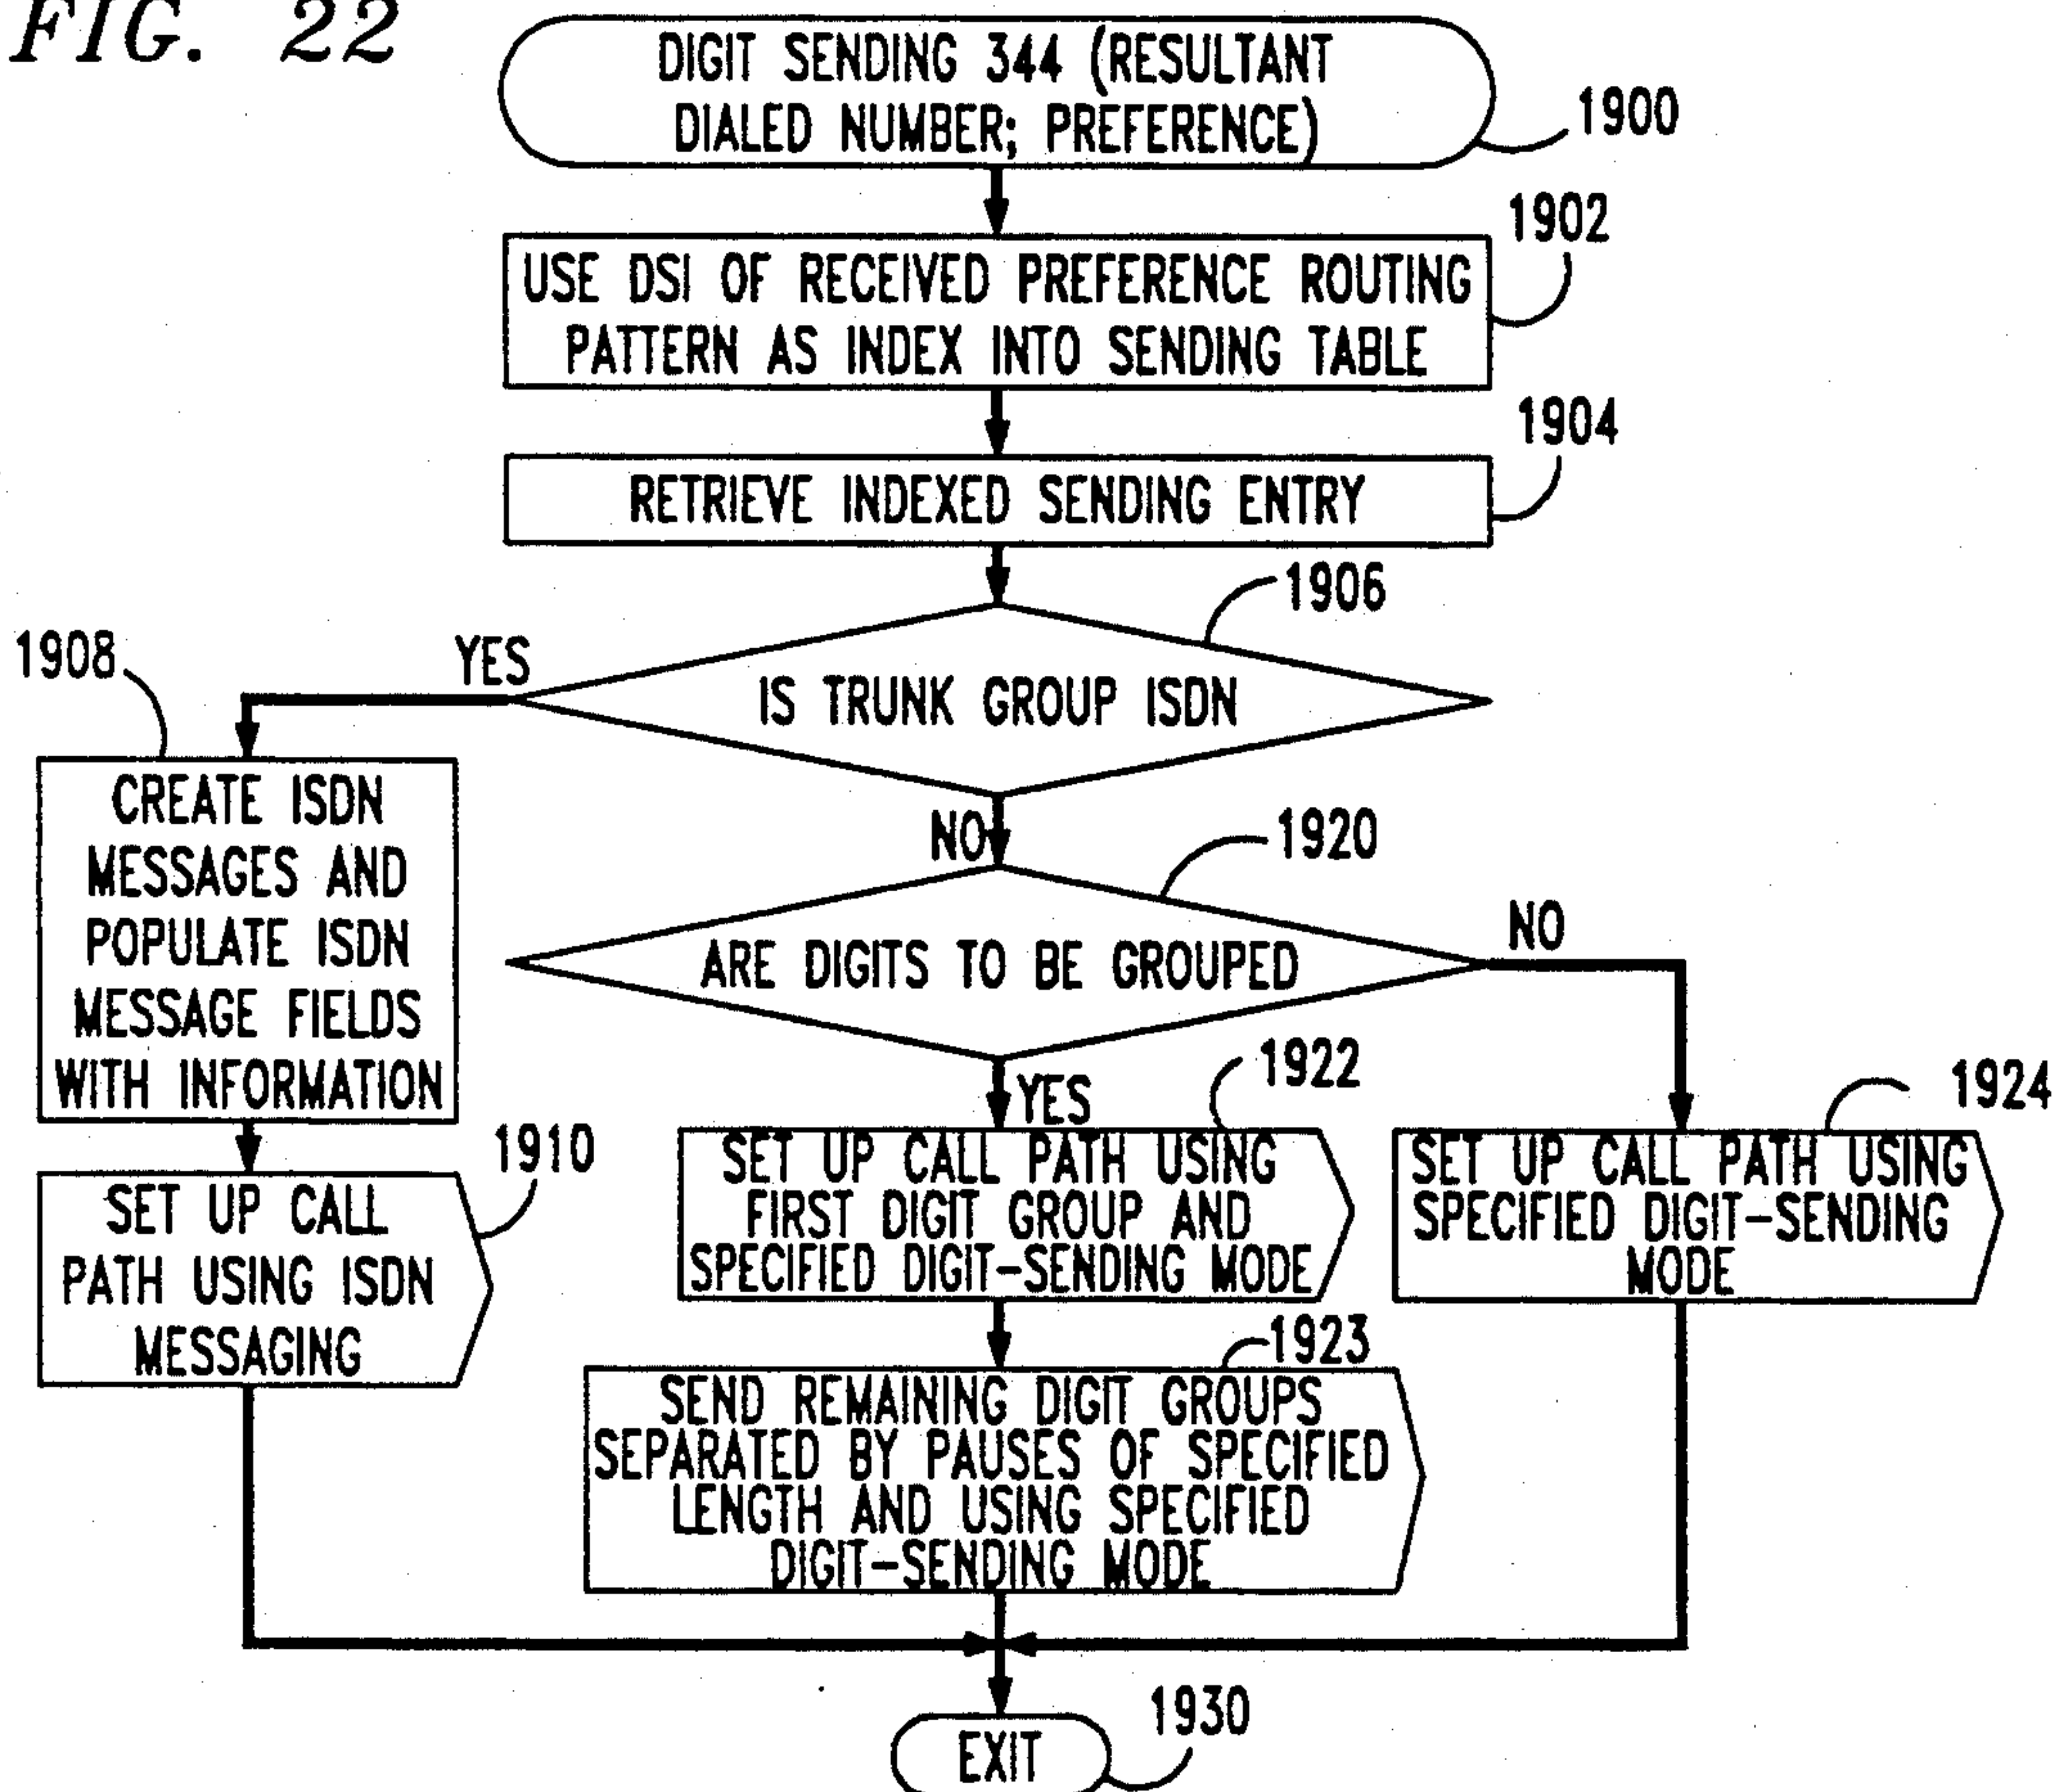 FIG. 22
DIGIT SENDING 344 (RESULTANT
DIALED NUMBER; PREFERENCE)
1900
1902
USE DSI OF RECEIVED PREFERENCE ROUTING
PATTERN AS INDEX INTO SENDING TABLE
1904
RETRIEVE INDEXED SENDING ENTRY
1906
IS TRUNK GROUP ISDN
YES
1908
CREATE ISDN
MESSAGES AND
POPULATE ISDN
MESSAGE FIELDS
WITH INFORMATION
1910
SET UP CALL
PATH USING ISDN
MESSAGING
NO
1920
ARE DIGITS TO BE GROUPED
NO
YES
1922
SET UP CALL PATH USING
FIRST DIGIT GROUP AND
SPECIFIED DIGIT-SENDING MODE
1924
SET UP CALL PATH USING
SPECIFIED DIGIT-SENDING
MODE
1923
SEND REMAINING DIGIT GROUPS
SEPARATED BY PAUSES OF SPECIFIED
LENGTH AND USING SPECIFIED
DIGIT-SENDING MODE
1930
EXIT